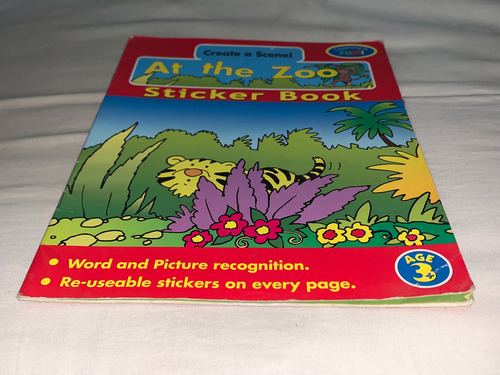 Create a Scene!
At the Zoo
Sticker Book
• Word and Picture recognition.
• Re-useable stickers on every page.
AGE
3+